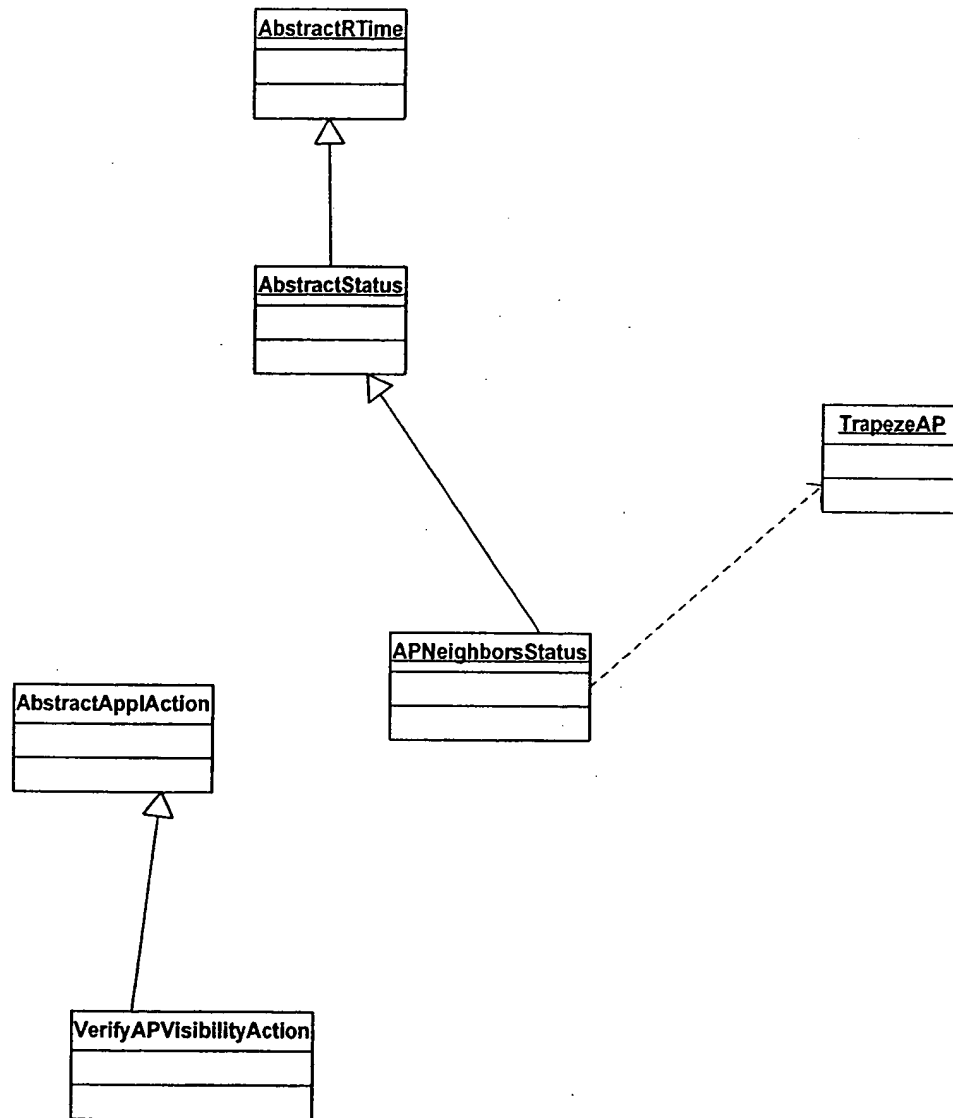 AbstractRTime
AbstractStatus
TrapezeAP
APNeighborsStatus
AbstractApplAction
VerifyAPVisibilityAction